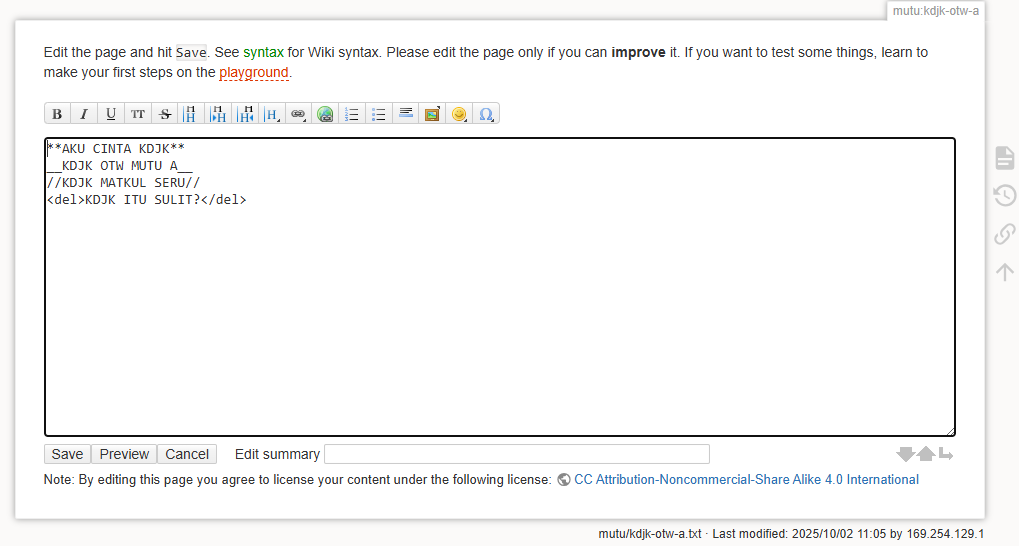 mutu:kdjk-otw-a
Edit the page and hit Save. See syntax for Wiki syntax. Please edit the page only if you can improve it. If you want to test some things, learn to
make your first steps on the playground.
B I U TT S H H H H H Ω
**AKU CINTA KDJK**
__KDJK OTW MUTU A__
//KDJK MATKUL SERU//
<del>KDJK ITU SULIT?</del>
Save Preview Cancel Edit summary
Note: By editing this page you agree to license your content under the following license: CC Attribution-Noncommercial-Share Alike 4.0 International
mutu/kdjk-otw-a.txt · Last modified: 2025/10/02 11:05 by 169.254.129.1